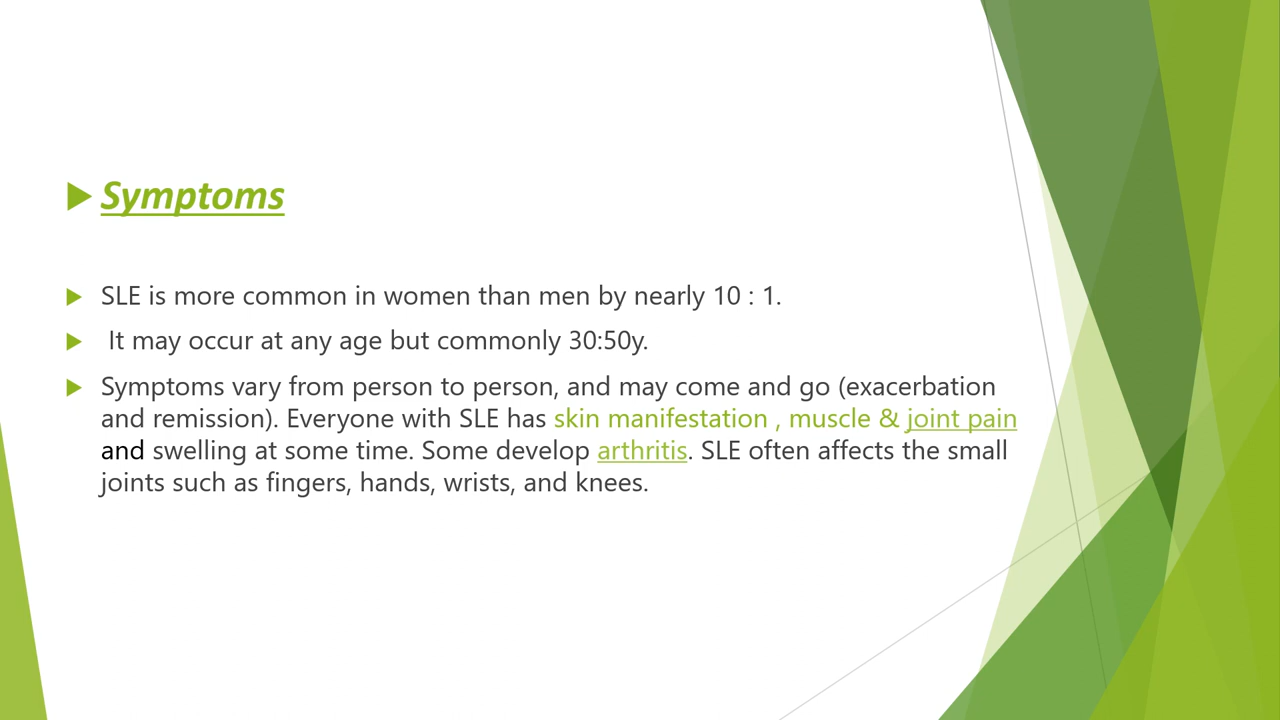 Symptoms
SLE is more common in women than men by nearly 10 : 1.
It may occur at any age but commonly 30:50y.
Symptoms vary from person to person, and may come and go (exacerbation
and remission). Everyone with SLE has skin manifestation , muscle & joint pain
and swelling at some time. Some develop arthritis. SLE often affects the small
joints such as fingers, hands, wrists, and knees.